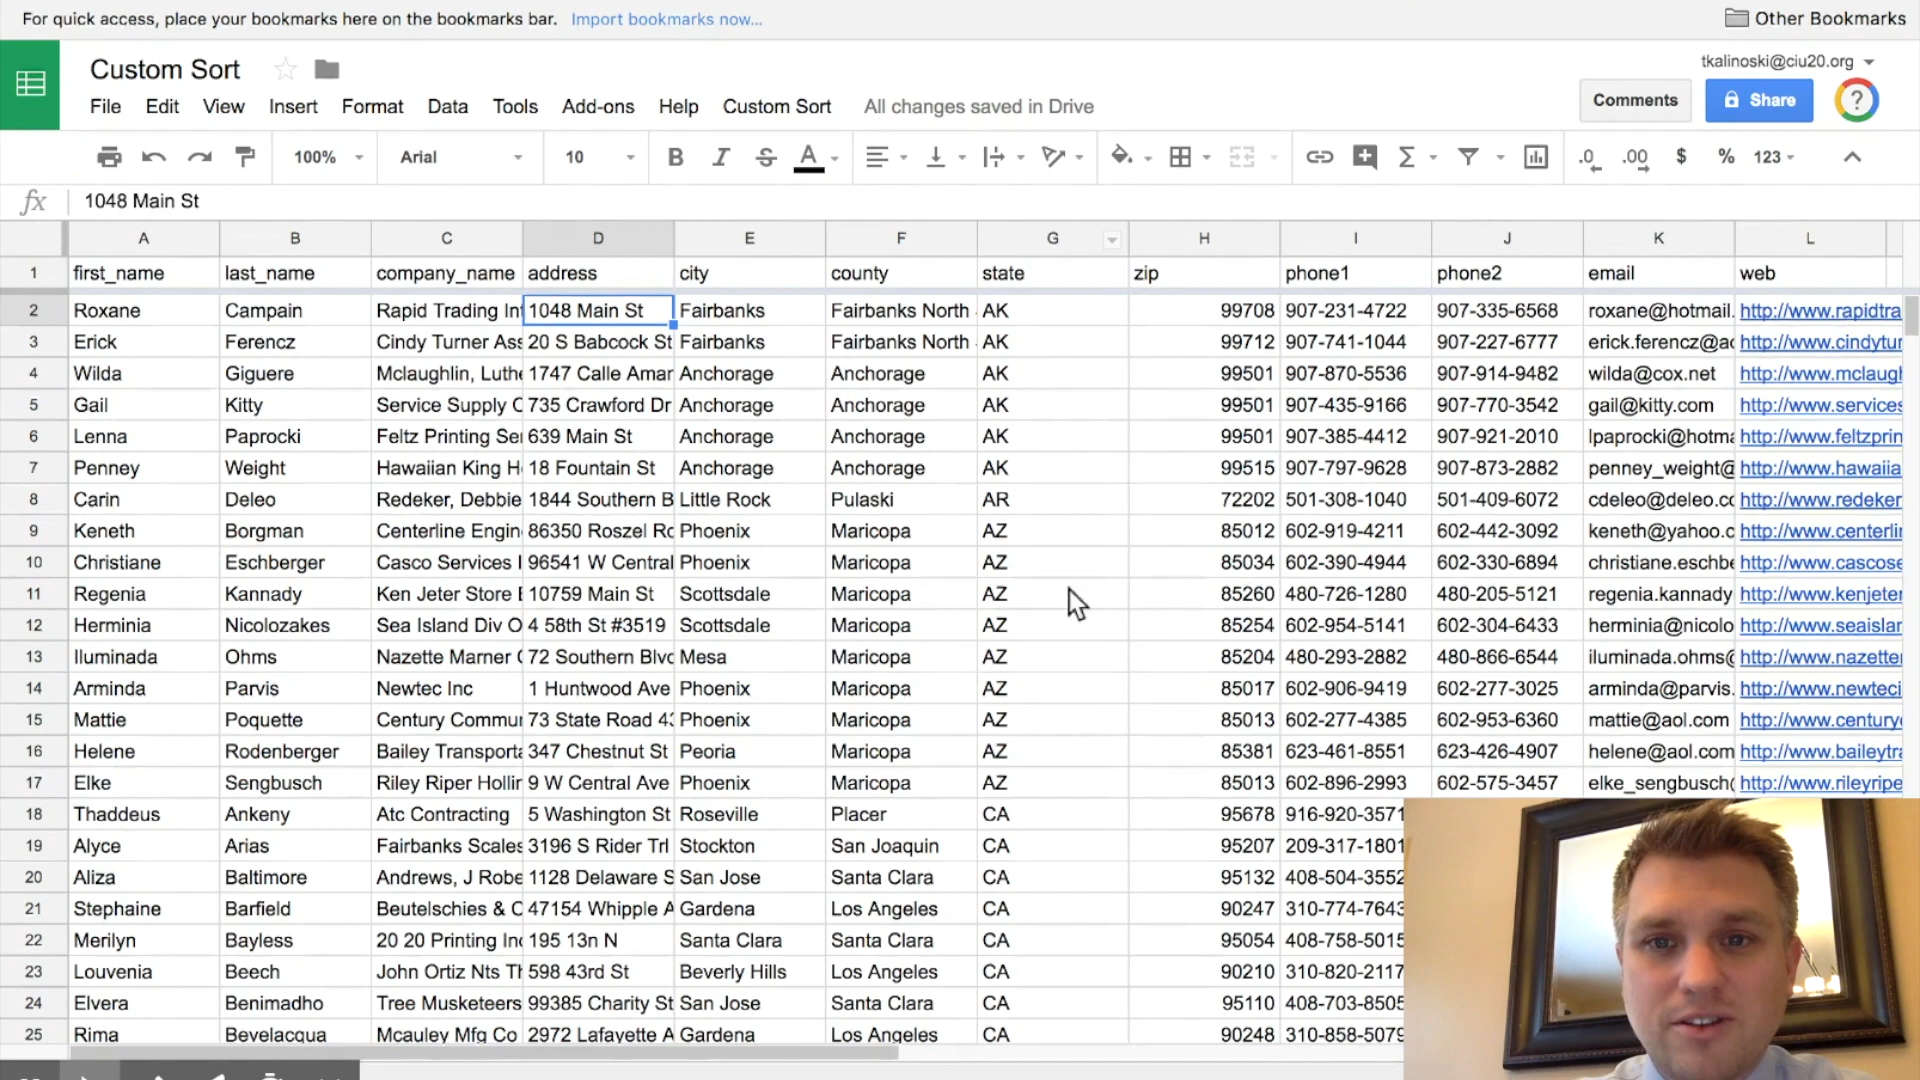 For quick access, place your bookmarks here on the bookmarks bar. Import bookmarks now...
Other Bookmarks
Custom Sort
tkalinoski@ciu20.org
File Edit View Insert Format Data Tools Add-ons Help Custom Sort All changes saved in Drive
Comments Share ?
100% Arial 10 B I S A .0 .00 $ % 123
fx 1048 Main St
A B C D E F G H I J K L
1 first_name last_name company_name address city county state zip phone1 phone2 email web
2 Roxane Campain Rapid Trading Int 1048 Main St Fairbanks Fairbanks North AK 99708 907-231-4722 907-335-6568 roxane@hotmail. http://www.rapidtra
3 Erick Ferencz Cindy Turner Ass 20 S Babcock St Fairbanks Fairbanks North AK 99712 907-741-1044 907-227-6777 erick.ferencz@ao http://www.cindytur
4 Wilda Giguere Mclaughlin, Luthe 1747 Calle Amar Anchorage Anchorage AK 99501 907-870-5536 907-914-9482 wilda@cox.net http://www.mclaugh
5 Gail Kitty Service Supply C 735 Crawford Dr Anchorage Anchorage AK 99501 907-435-9166 907-770-3542 gail@kitty.com http://www.services
6 Lenna Paprocki Feltz Printing Ser 639 Main St Anchorage Anchorage AK 99501 907-385-4412 907-921-2010 lpaprocki@hotma http://www.feltzprin
7 Penney Weight Hawaiian King H 18 Fountain St Anchorage Anchorage AK 99515 907-797-9628 907-873-2882 penney_weight@ http://www.hawaiia
8 Carin Deleo Redeker, Debbie 1844 Southern B Little Rock Pulaski AR 72202 501-308-1040 501-409-6072 cdeleo@deleo.co http://www.redeker
9 Keneth Borgman Centerline Engin 86350 Roszel Rd Phoenix Maricopa AZ 85012 602-919-4211 602-442-3092 keneth@yahoo.c http://www.centerlin
10 Christiane Eschberger Casco Services I 96541 W Central Phoenix Maricopa AZ 85034 602-390-4944 602-330-6894 christiane.eschbe http://www.cascose
11 Regenia Kannady Ken Jeter Store E 10759 Main St Scottsdale Maricopa AZ 85260 480-726-1280 480-205-5121 regenia.kannady http://www.kenjeter
12 Herminia Nicolozakes Sea Island Div O 4 58th St #3519 Scottsdale Maricopa AZ 85254 602-954-5141 602-304-6433 herminia@nicolo http://www.seaislar
13 Iluminada Ohms Nazette Marner G 72 Southern Blvd Mesa Maricopa AZ 85204 480-293-2882 480-866-6544 iluminada.ohms@ http://www.nazette
14 Arminda Parvis Newtec Inc 1 Huntwood Ave Phoenix Maricopa AZ 85017 602-906-9419 602-277-3025 arminda@parvis. http://www.newteci
15 Mattie Poquette Century Commur 73 State Road 43 Phoenix Maricopa AZ 85013 602-277-4385 602-953-6360 mattie@aol.com http://www.century
16 Helene Rodenberger Bailey Transporta 347 Chestnut St Peoria Maricopa AZ 85381 623-461-8551 623-426-4907 helene@aol.com http://www.baileytra
17 Elke Sengbusch Riley Riper Hollir 9 W Central Ave Phoenix Maricopa AZ 85013 602-896-2993 602-575-3457 elke_sengbusch@ http://www.rileyripe
18 Thaddeus Ankeny Atc Contracting 5 Washington St Roseville Placer CA 95678 916-920-3571
19 Alyce Arias Fairbanks Scales 3196 S Rider Trl Stockton San Joaquin CA 95207 209-317-1801
20 Aliza Baltimore Andrews, J Robe 1128 Delaware S San Jose Santa Clara CA 95132 408-504-3552
21 Stephaine Barfield Beutelschies & C 47154 Whipple A Gardena Los Angeles CA 90247 310-774-7643
22 Merilyn Bayless 20 20 Printing Inc 195 13n N Santa Clara Santa Clara CA 95054 408-758-5015
23 Louvenia Beech John Ortiz Nts Th 598 43rd St Beverly Hills Los Angeles CA 90210 310-820-2117
24 Elvera Benimadho Tree Musketeers 99385 Charity St San Jose Santa Clara CA 95110 408-703-8505
25 Rima Bevelacqua Mcauley Mfg Co 2972 Lafayette A Gardena Los Angeles CA 90248 310-858-5079